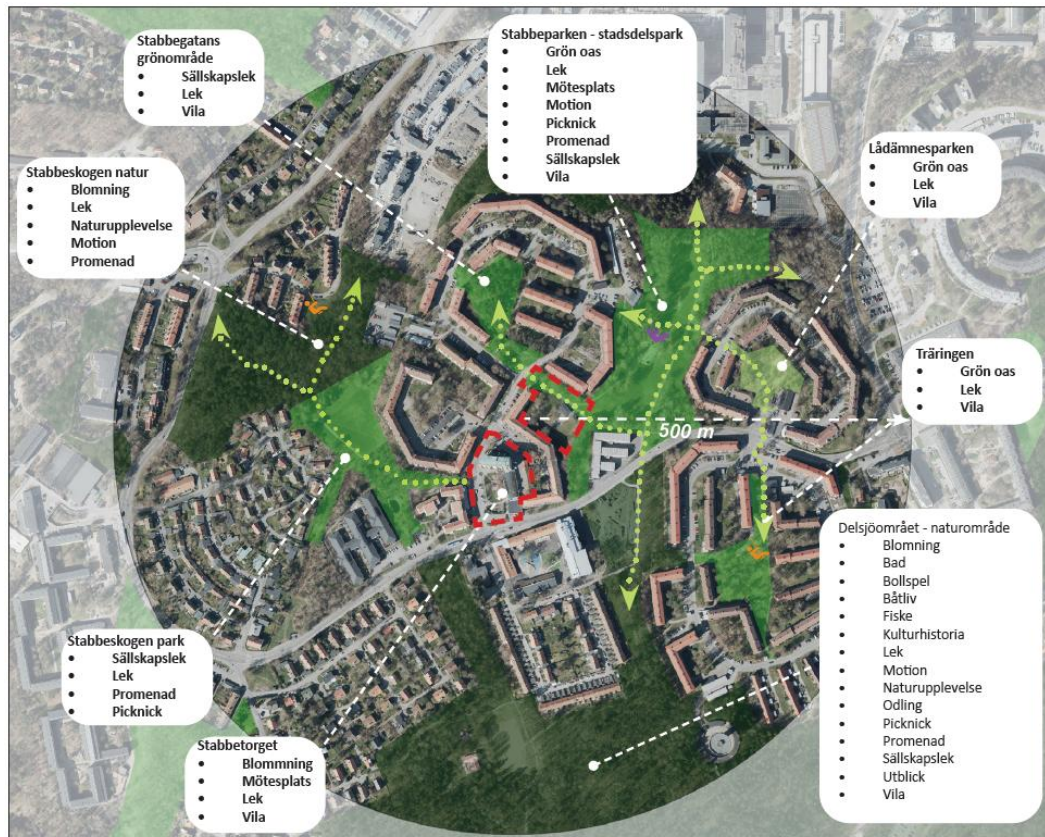 Stabbegatans
grönområde
• Sällskapslek
• Lek
• Vila
Stabbeparken - stadsdelspark
• Grön oas
• Lek
• Mötesplats
• Motion
• Picknick
• Promenad
• Sällskapslek
• Vila
Lådämnesparken
• Grön oas
• Lek
• Vila
Stabbeskogen natur
• Blomning
• Lek
• Naturupplevelse
• Motion
• Promenad
Träringen
• Grön oas
• Lek
• Vila
500 m
Delsjöområet - naturområde
• Blomning
• Bad
• Bollspel
• Båtliv
• Fiske
• Kulturhistoria
• Lek
• Motion
• Naturupplevelse
• Odling
• Picknick
• Promenad
• Sällskapslek
• Utblick
• Vila
Stabbeskogen park
• Sällskapslek
• Lek
• Promenad
• Picknick
Stabbetorget
• Blommning
• Mötesplats
• Lek
• Vila